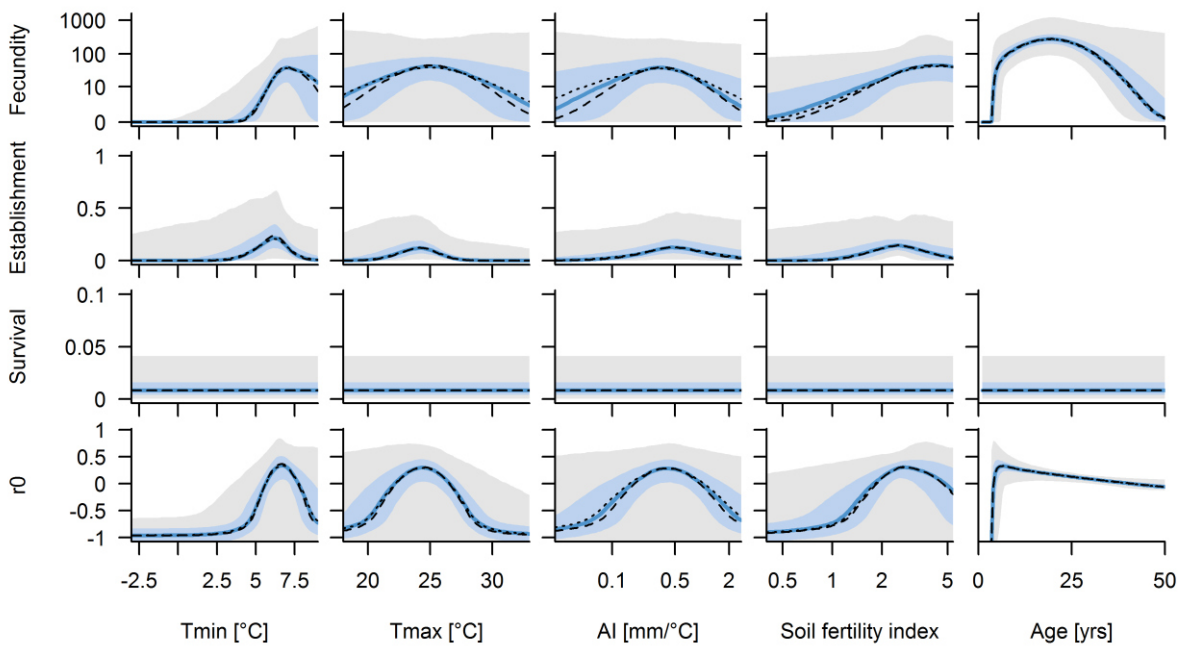 Fecundity
1000
100
10
0
Establishment
1
0.5
0
Survival
0.1
0.05
0
r0
1
0.5
0
-0.5
-1
-2.5 5 7.5 20 25 30 0.1 0.5 2 0.5 1 2 5 0 25 50
Tmin [°C] Tmax [°C] AI [mm/°C] Soil fertility index Age [yrs]